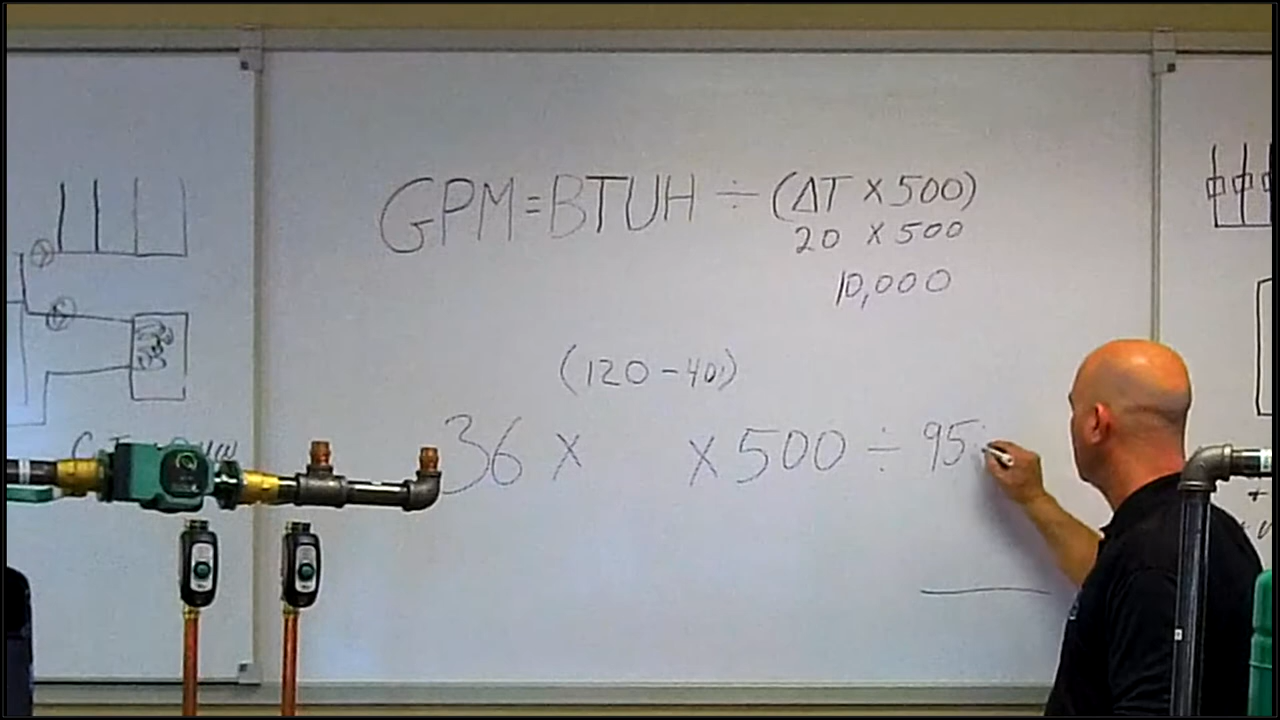 GPM=BTUH ÷ (ΔT X 500)
20 X 500
10,000
(120-40)
36 X X 500 ÷ 95